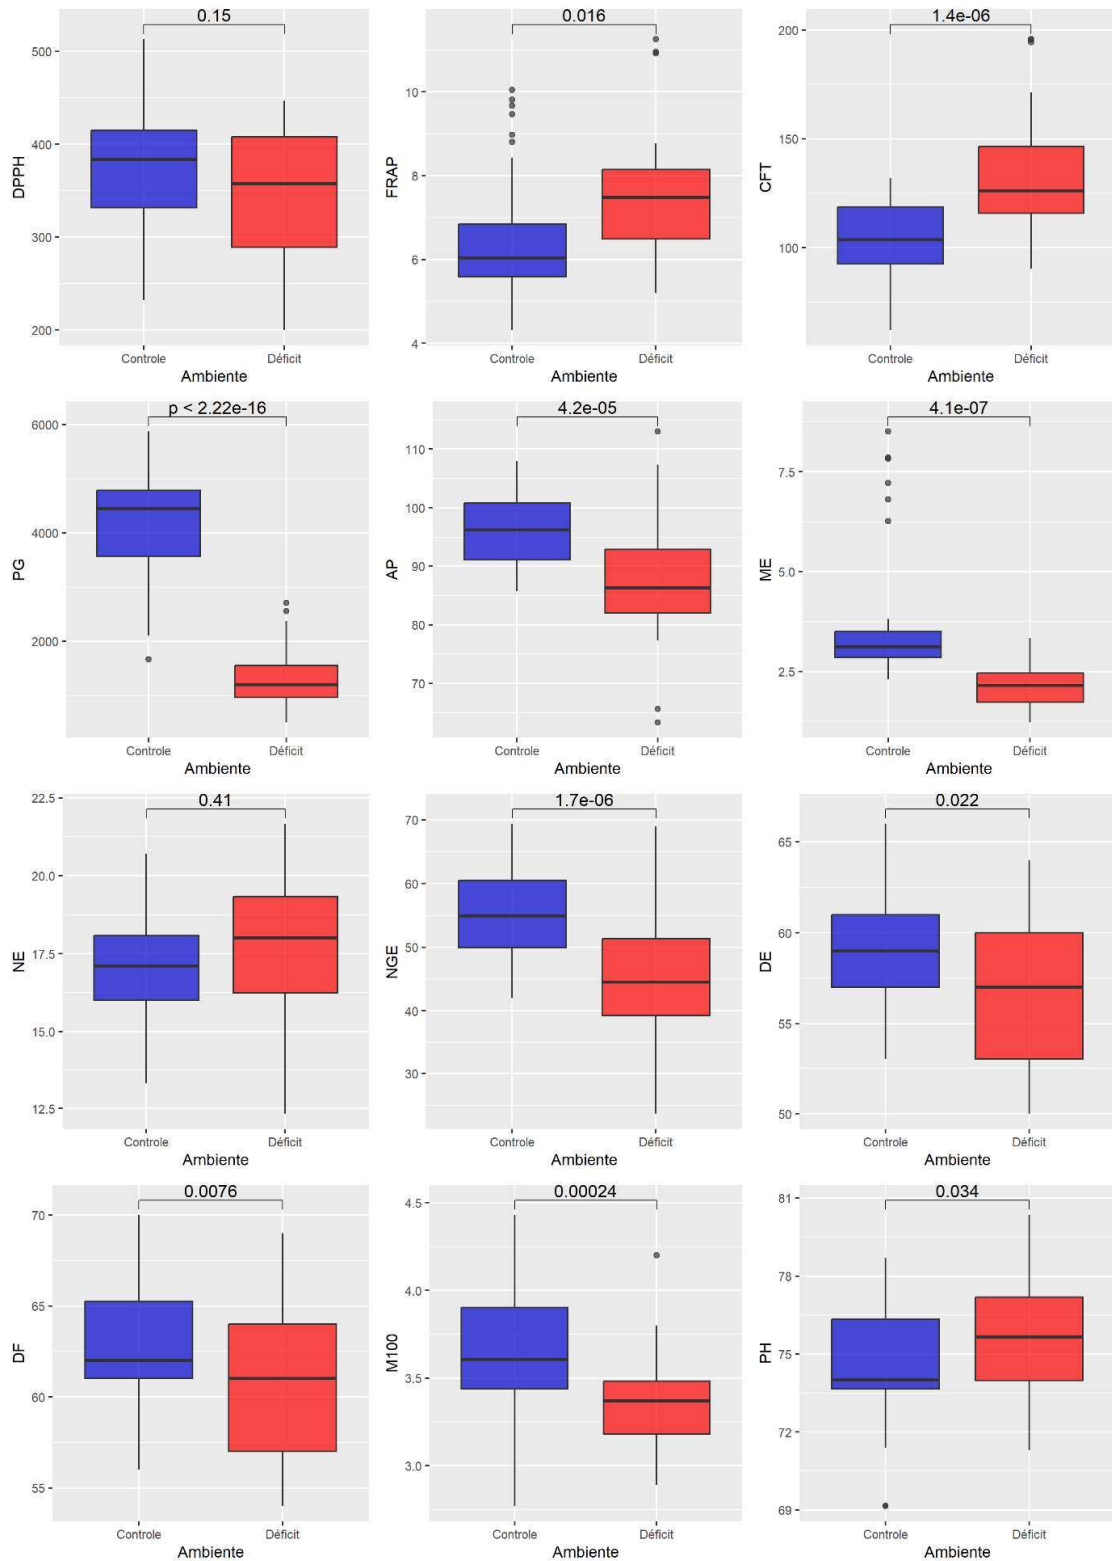 0.15
500
400
300
200
DPPH
Controle Déficit
Ambiente
0.016
10
8
6
4
FRAP
Controle Déficit
Ambiente
1.4e-06
200
150
100
CFT
Controle Déficit
Ambiente
p < 2.22e-16
6000
4000
2000
PG
Controle Déficit
Ambiente
4.2e-05
110
100
90
80
70
AP
Controle Déficit
Ambiente
4.1e-07
7.5
5.0
2.5
ME
Controle Déficit
Ambiente
0.41
22.5
20.0
17.5
15.0
12.5
NE
Controle Déficit
Ambiente
1.7e-06
70
60
50
40
30
NGE
Controle Déficit
Ambiente
0.022
65
60
55
50
DE
Controle Déficit
Ambiente
0.0076
70
65
60
55
DF
Controle Déficit
Ambiente
0.00024
4.5
4.0
3.5
3.0
M100
Controle Déficit
Ambiente
0.034
81
78
75
72
69
PH
Controle Déficit
Ambiente